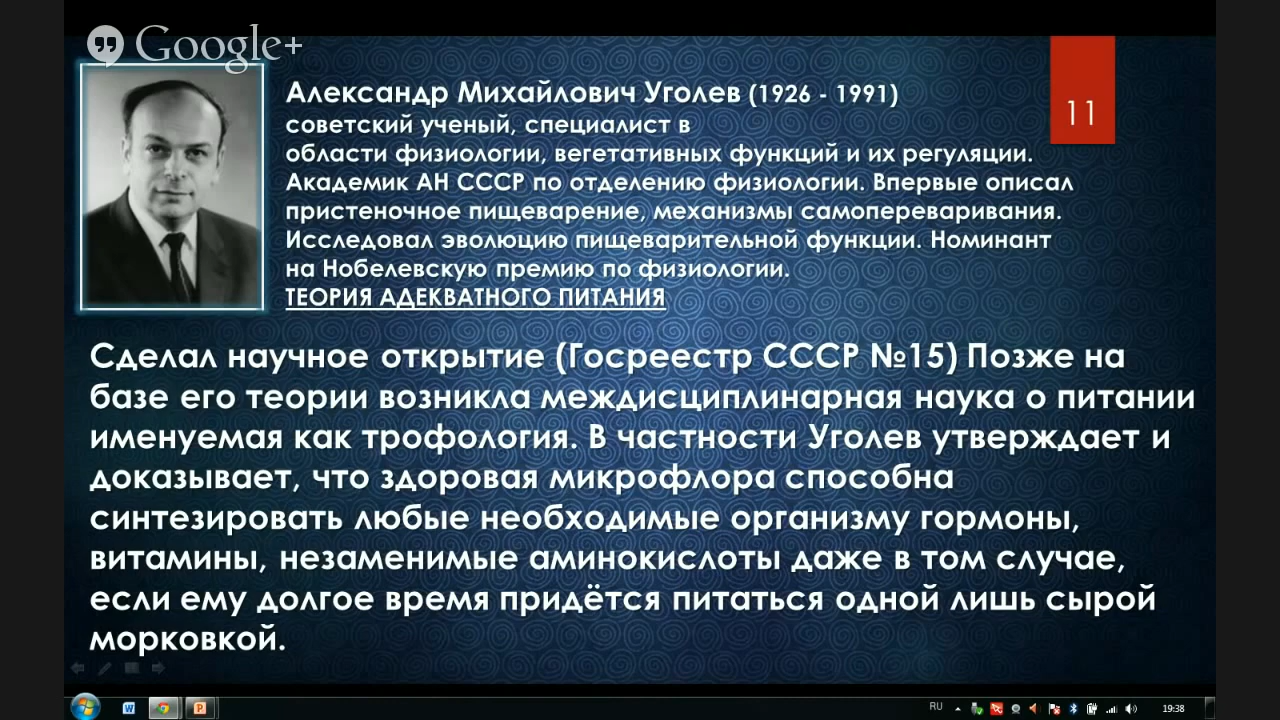 Google+
Александр Михайлович Уголев (1926 - 1991)
советский ученый, специалист в
области физиологии, вегетативных функций и их регуляции.
Академик АН СССР по отделению физиологии. Впервые описал
пристеночное пищеварение, механизмы самопереваривания.
Исследовал эволюцию пищеварительной функции. Номинант
на Нобелевскую премию по физиологии.
ТЕОРИЯ АДЕКВАТНОГО ПИТАНИЯ
11
Сделал научное открытие (Госреестр СССР №15) Позже на
базе его теории возникла междисциплинарная наука о питании
именуемая как трофология. В частности Уголев утверждает и
доказывает, что здоровая микрофлора способна
синтезировать любые необходимые организму гормоны,
витамины, незаменимые аминокислоты даже в том случае,
если ему долгое время придётся питаться одной лишь сырой
морковкой.
RU
19:38